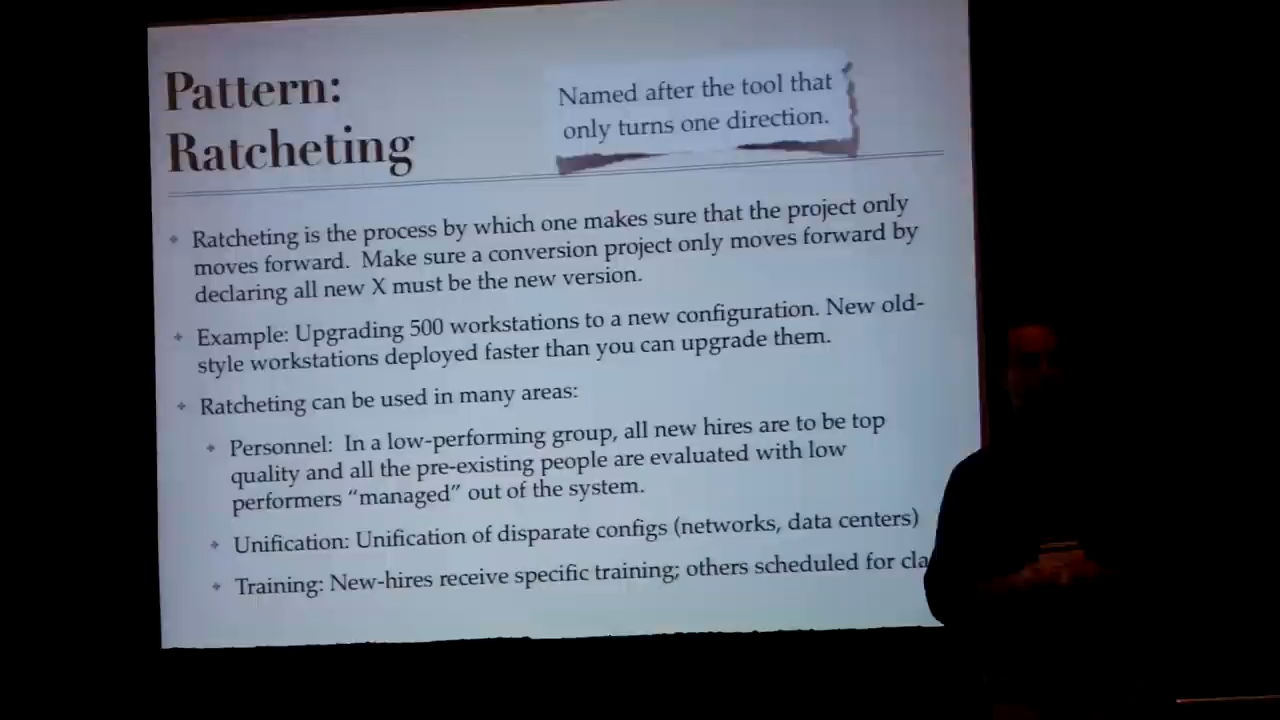 Pattern:
Ratcheting
Named after the tool that
only turns one direction.
Ratcheting is the process by which one makes sure that the project only
moves forward. Make sure a conversion project only moves forward by
declaring all new X must be the new version.
Example: Upgrading 500 workstations to a new configuration. New old-
style workstations deployed faster than you can upgrade them.
Ratcheting can be used in many areas:
Personnel: In a low-performing group, all new hires are to be top
quality and all the pre-existing people are evaluated with low
performers “managed” out of the system.
Unification: Unification of disparate configs (networks, data centers)
Training: New-hires receive specific training; others scheduled for cla